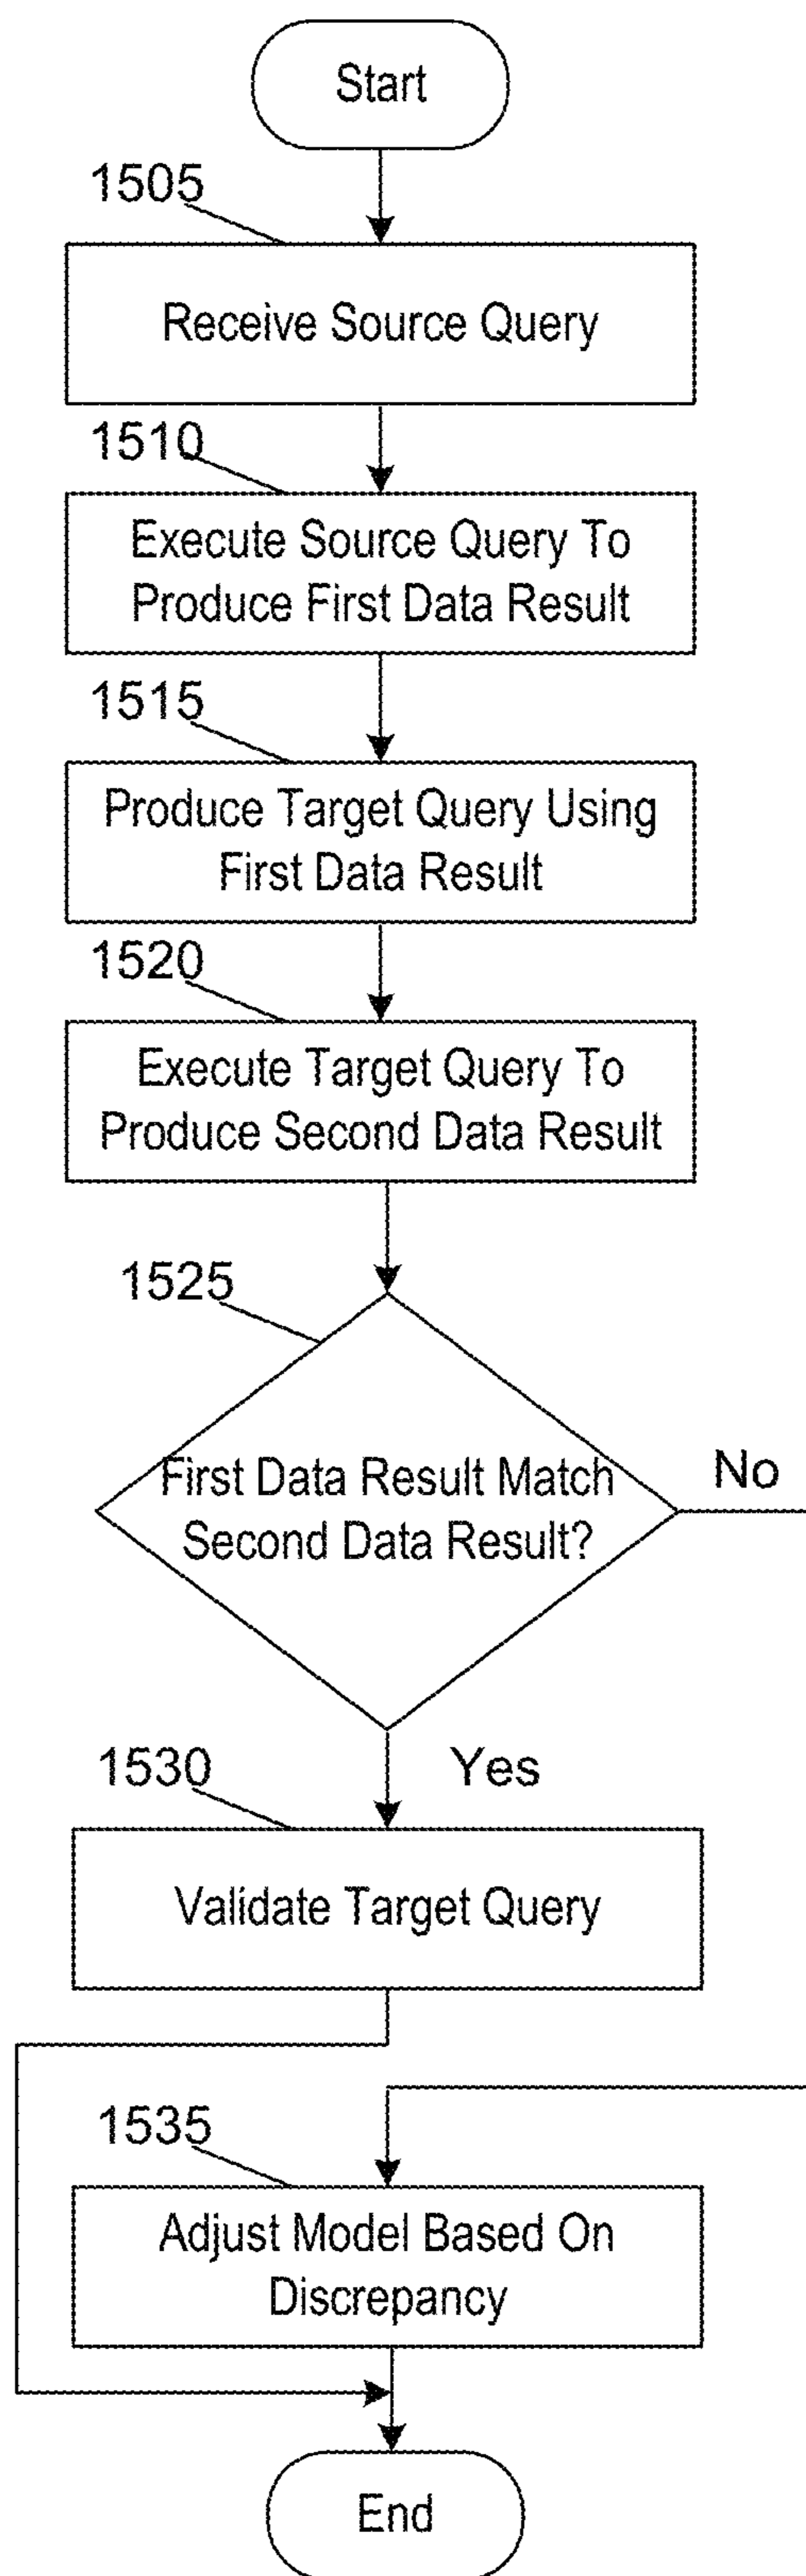 Start
1505
Receive Source Query
1510
Execute Source Query To
Produce First Data Result
1515
Produce Target Query Using
First Data Result
1520
Execute Target Query To
Produce Second Data Result
1525
First Data Result Match
Second Data Result?
No
1530
Yes
Validate Target Query
1535
Adjust Model Based On
Discrepancy
End